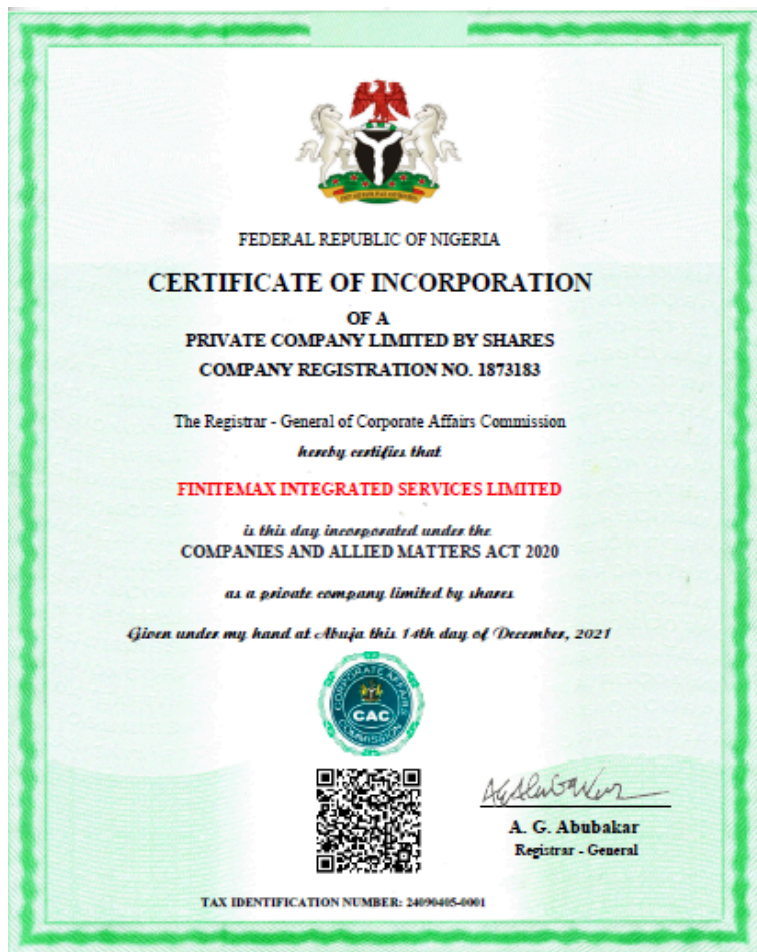 FEDERAL REPUBLIC OF NIGERIA
CERTIFICATE OF INCORPORATION
OF A
PRIVATE COMPANY LIMITED BY SHARES
COMPANY REGISTRATION NO. 1873183
The Registrar - General of Corporate Affairs Commission
hereby certifies that
FINITEMAX INTEGRATED SERVICES LIMITED
is this day incorporated under the
COMPANIES AND ALLIED MATTERS ACT 2020
as a private company limited by shares
Given under my hand at Abuja this 14th day of December, 2021
CORPORATE AFFAIRS
CAC
COMMISSION
A. G. Abubakar
Registrar - General
TAX IDENTIFICATION NUMBER: 24090405-0001